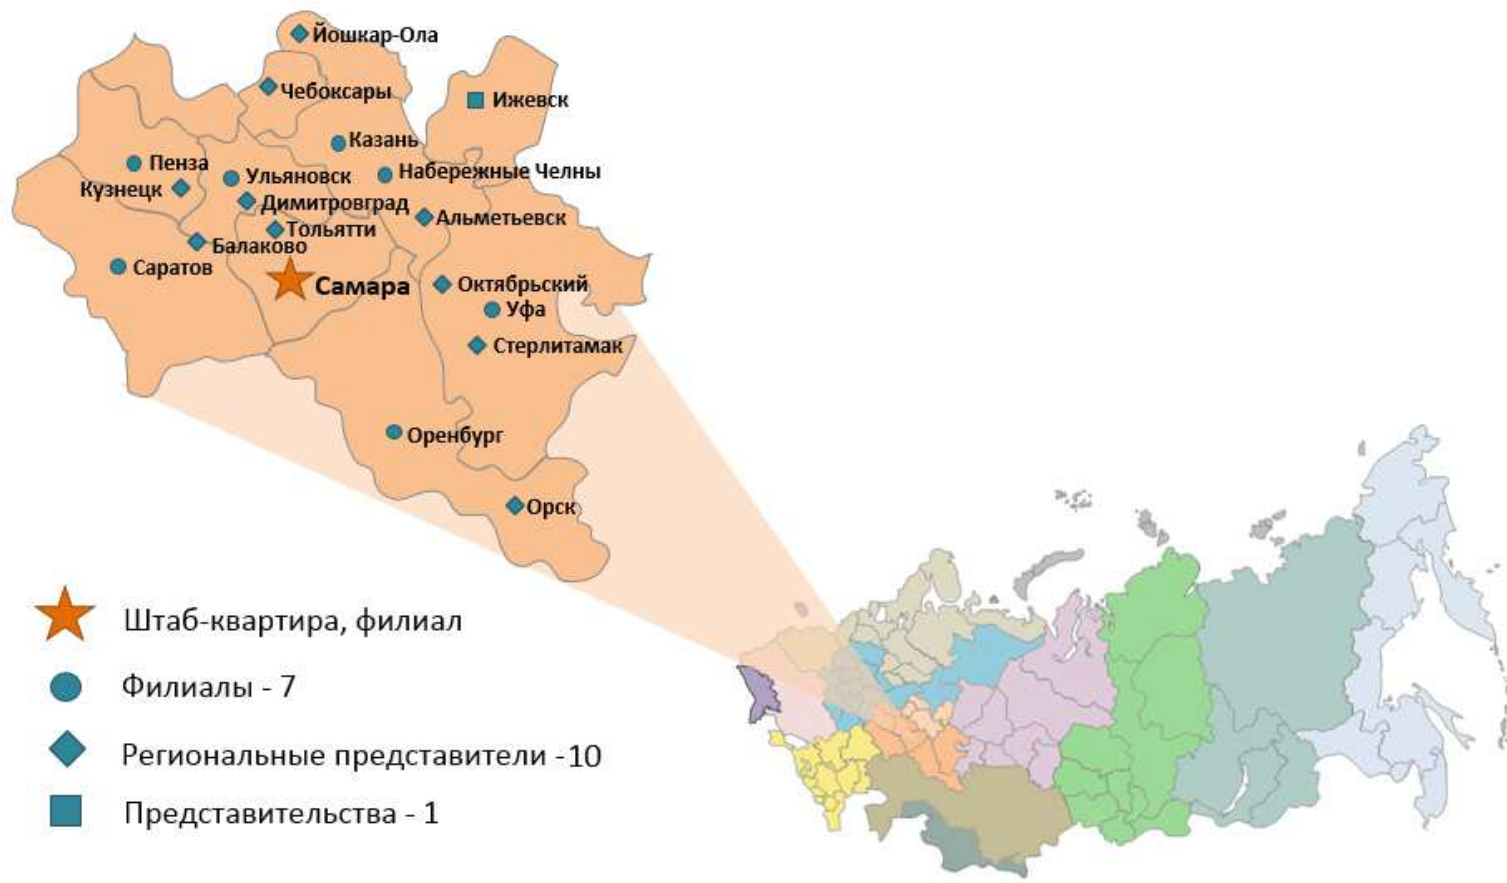 Йошкар-Ола
Чебоксары
Ижевск
Казань
Пенза
Набережные Челны
Ульяновск
Кузнецк
Димитровград
Альметьевск
Тольятти
Балаково
Саратов
Самара
Октябрьский
Уфа
Стерлитамак
Оренбург
Орск
Штаб-квартира, филиал
Филиалы - 7
Региональные представители -10
Представительства - 1